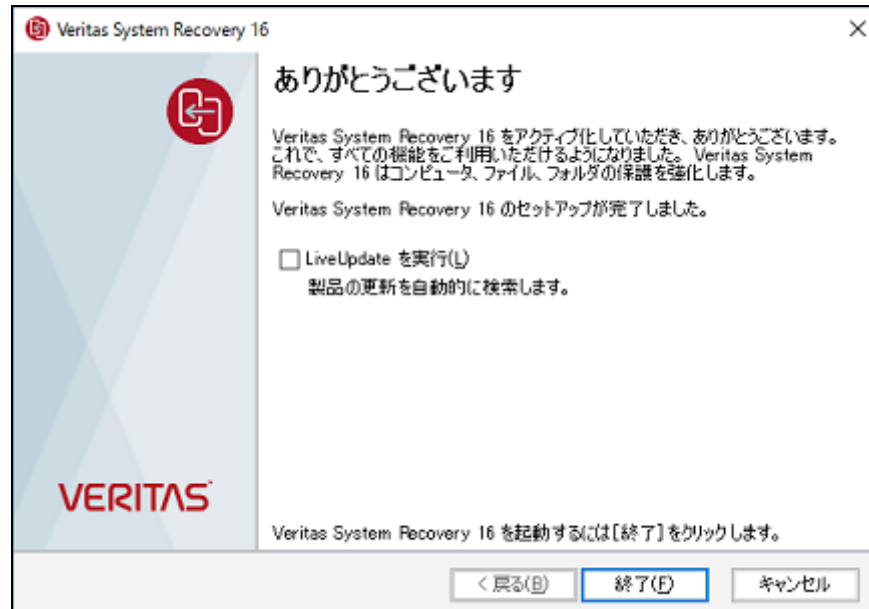 Veritas System Recovery 16
ありがとうございます
Veritas System Recovery 16 をアクティブ化していただき、ありがとうございます。
これで、すべての機能をご利用いただけるようになりました。 Veritas System
Recovery 16 はコンピュータ、ファイル、フォルダの保護を強化します。
Veritas System Recovery 16 のセットアップが完了しました。
LiveUpdate を実行(L)
製品の更新を自動的に検索します。
VERITAS
Veritas System Recovery 16 を起動するには[終了]をクリックします。
< 戻る(B) 終了(F) キャンセル